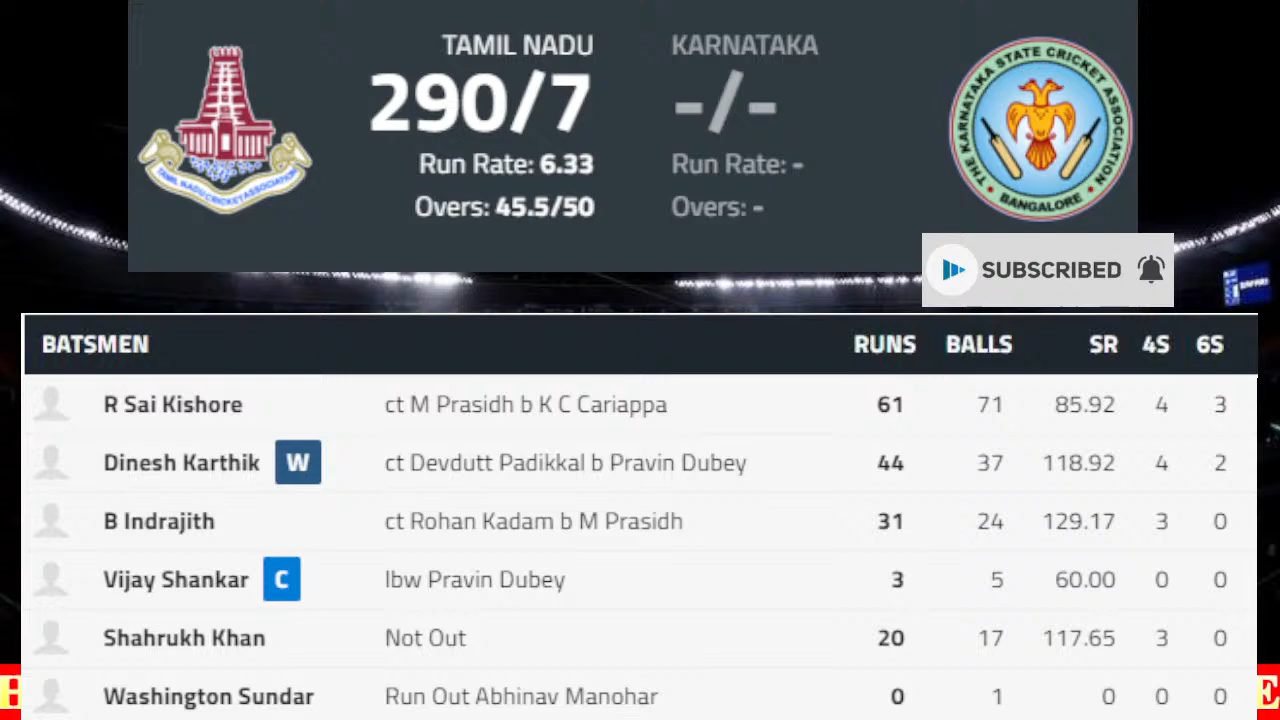 TAMIL NADU
290/7
Run Rate: 6.33
Overs: 45.5/50
KARNATAKA
-/-
Run Rate: -
Overs: -
TAMIL NADU CRICKET ASSOCIATION
THE KARNATAKA STATE CRICKET ASSOCIATION
BANGALORE
SUBSCRIBED
BATSMEN RUNS BALLS SR 4S 6S
R Sai Kishore ct M Prasidh b K C Cariappa 61 71 85.92 4 3
Dinesh Karthik W ct Devdutt Padikkal b Pravin Dubey 44 37 118.92 4 2
B Indrajith ct Rohan Kadam b M Prasidh 31 24 129.17 3 0
Vijay Shankar C lbw Pravin Dubey 3 5 60.00 0 0
Shahrukh Khan Not Out 20 17 117.65 3 0
Washington Sundar Run Out Abhinav Manohar 0 1 0 0 0